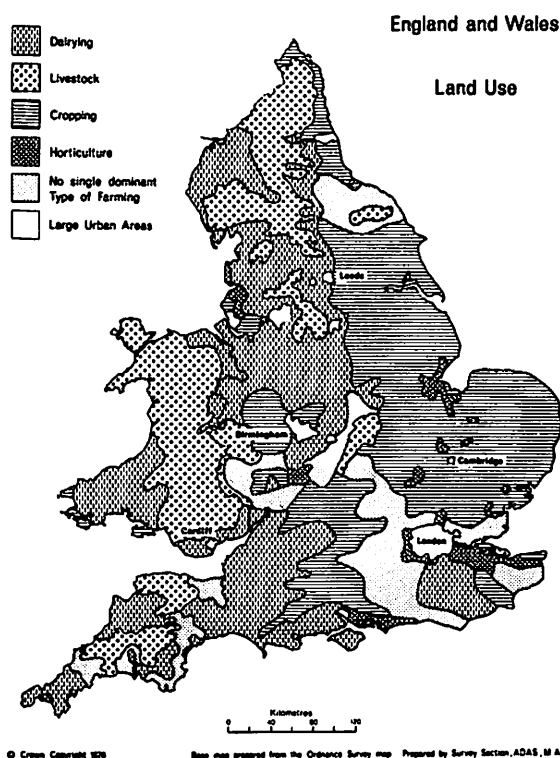 England and Wales
Land Use
Dairying
Livestock
Cropping
Horticulture
No single dominant
Type of Farming
Large Urban Areas
Leeds
Birmingham
Cambridge
Cardiff
London
Kilometres
0 40 80 120
© Crown Copyright
Base map prepared from the Ordnance Survey map Prepared by Survey Section, ADAS, MA